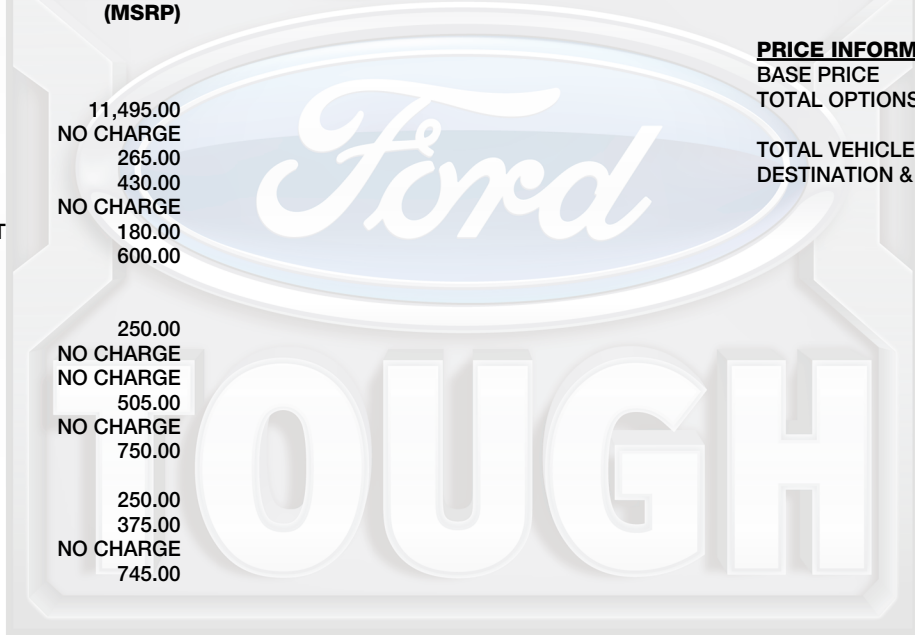 (MSRP)
11,495.00
NO CHARGE
265.00
430.00
NO CHARGE
T
180.00
600.00
250.00
NO CHARGE
NO CHARGE
505.00
NO CHARGE
750.00
250.00
375.00
NO CHARGE
745.00
PRICE INFORM
BASE PRICE
TOTAL OPTIONS
TOTAL VEHICLE
DESTINATION &
Ford
TOUGH